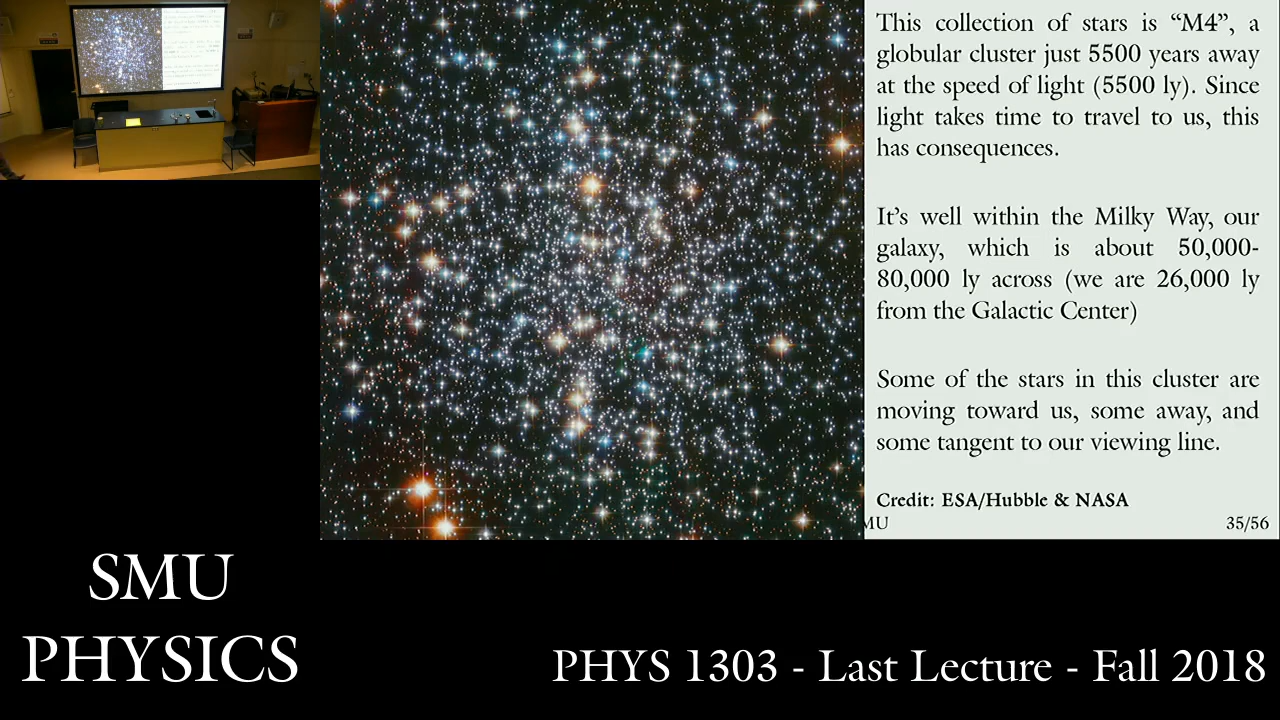 This collection of stars is “M4”, a
globular cluster just 5500 years away
at the speed of light (5500 ly). Since
light takes time to travel to us, this
has consequences.
It’s well within the Milky Way, our
galaxy, which is about 50,000-
80,000 ly across (we are 26,000 ly
from the Galactic Center)
Some of the stars in this cluster are
moving toward us, some away, and
some tangent to our viewing line.
Credit: ESA/Hubble & NASA
MU
35/56
SMU
PHYSICS
PHYS 1303 - Last Lecture - Fall 2018